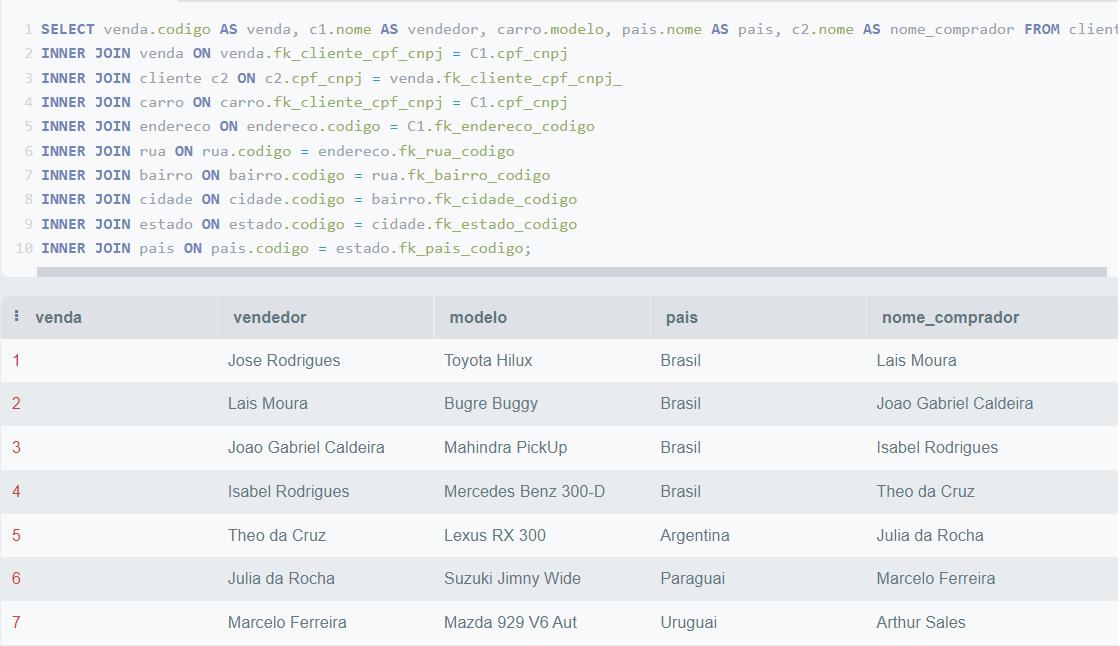 1 SELECT venda.codigo AS venda, c1.nome AS vendedor, carro.modelo, pais.nome AS pais, c2.nome AS nome_comprador FROM client
2 INNER JOIN venda ON venda.fk_cliente_cpf_cnpj = C1.cpf_cnpj
3 INNER JOIN cliente c2 ON c2.cpf_cnpj = venda.fk_cliente_cpf_cnpj_
4 INNER JOIN carro ON carro.fk_cliente_cpf_cnpj = C1.cpf_cnpj
5 INNER JOIN endereco ON endereco.codigo = C1.fk_endereco_codigo
6 INNER JOIN rua ON rua.codigo = endereco.fk_rua_codigo
7 INNER JOIN bairro ON bairro.codigo = rua.fk_bairro_codigo
8 INNER JOIN cidade ON cidade.codigo = bairro.fk_cidade_codigo
9 INNER JOIN estado ON estado.codigo = cidade.fk_estado_codigo
10 INNER JOIN pais ON pais.codigo = estado.fk_pais_codigo;
venda vendedor modelo pais nome_comprador
1 Jose Rodrigues Toyota Hilux Brasil Lais Moura
2 Lais Moura Bugre Buggy Brasil Joao Gabriel Caldeira
3 Joao Gabriel Caldeira Mahindra PickUp Brasil Isabel Rodrigues
4 Isabel Rodrigues Mercedes Benz 300-D Brasil Theo da Cruz
5 Theo da Cruz Lexus RX 300 Argentina Julia da Rocha
6 Julia da Rocha Suzuki Jimny Wide Paraguai Marcelo Ferreira
7 Marcelo Ferreira Mazda 929 V6 Aut Uruguai Arthur Sales